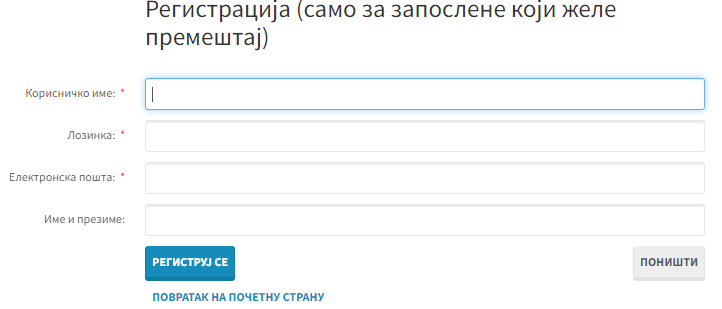 Регистрација (само за запослене који желе
премештај)
Корисничко име: *
Лозинка: *
Електронска пошта: *
Име и презиме:
РЕГИСТРУЈ СЕ ПОНИШТИ
ПОВРАТАК НА ПОЧЕТНУ СТРАНУ